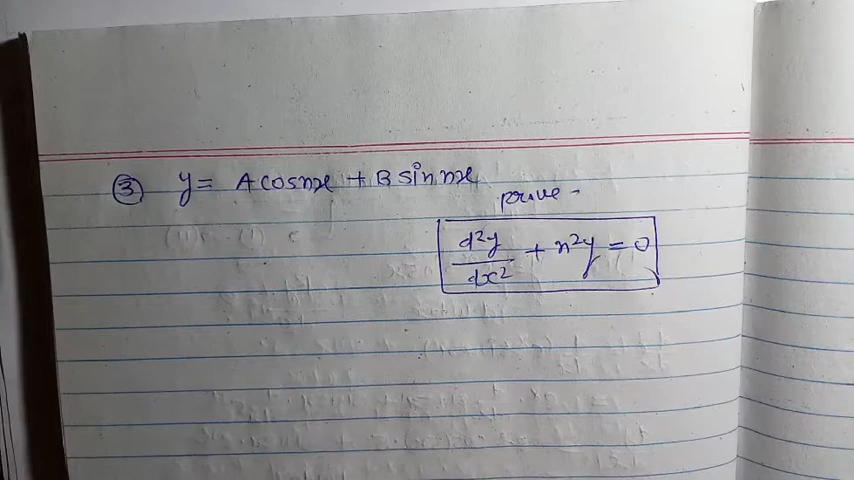 ③ y = A cos nx + B sin nx
prove -
d²y/dx² + n²y = 0